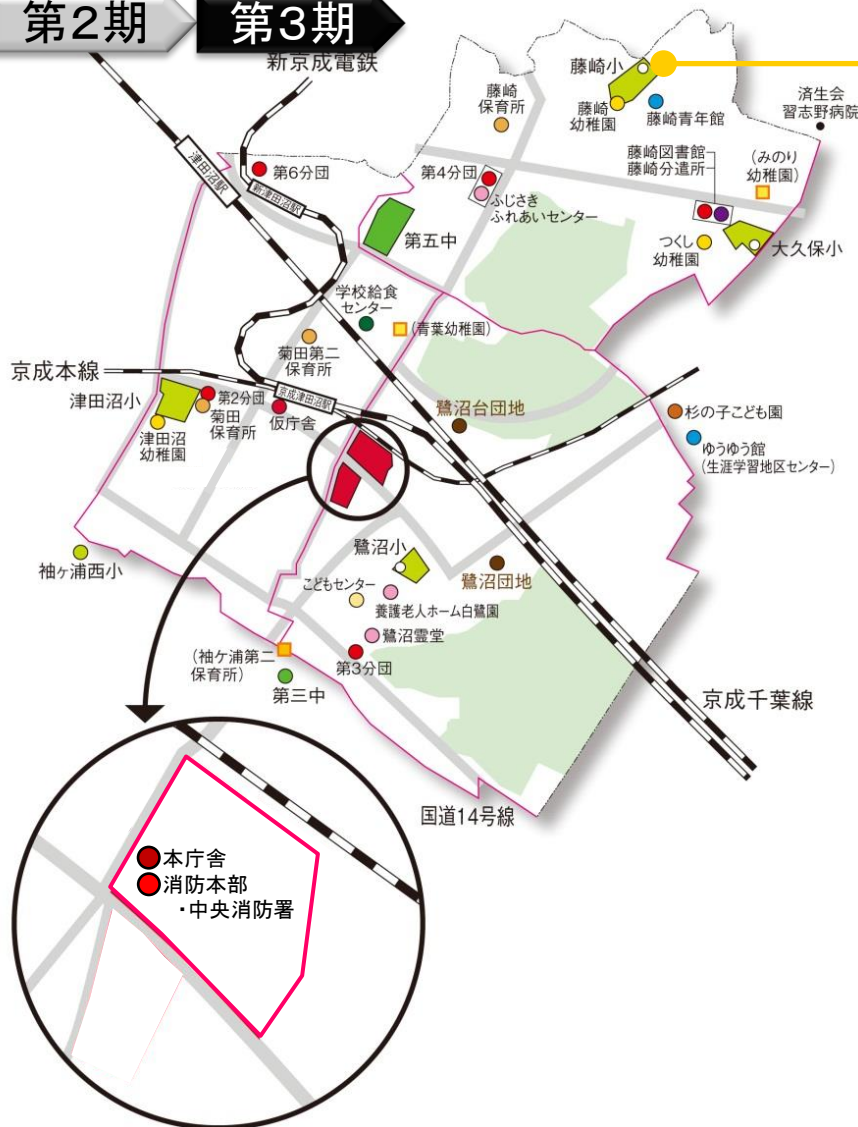 第2期
第3期
新京成電鉄
藤崎小
藤崎
保育所
藤崎
幼稚園
藤崎青年館
済生会
習志野病院
津田沼駅
第6分団
新津田沼駅
第4分団
ふじさき
ふれあいセンター
藤崎図書館
藤崎分遣所
(みのり
幼稚園)
第五中
つくし
幼稚園
大久保小
学校給食
センター
(青葉幼稚園)
菊田第二
保育所
京成本線
京成津田沼駅
津田沼小
第2分団
菊田
保育所
仮庁舎
津田沼
幼稚園
鷺沼台団地
杉の子こども園
ゆうゆう館
(生涯学習地区センター)
袖ヶ浦西小
鷺沼小
鷺沼団地
こどもセンター
養護老人ホーム白鷺園
鷺沼霊堂
第3分団
(袖ケ浦第二
保育所)
第三中
京成千葉線
国道14号線
本庁舎
消防本部
・中央消防署